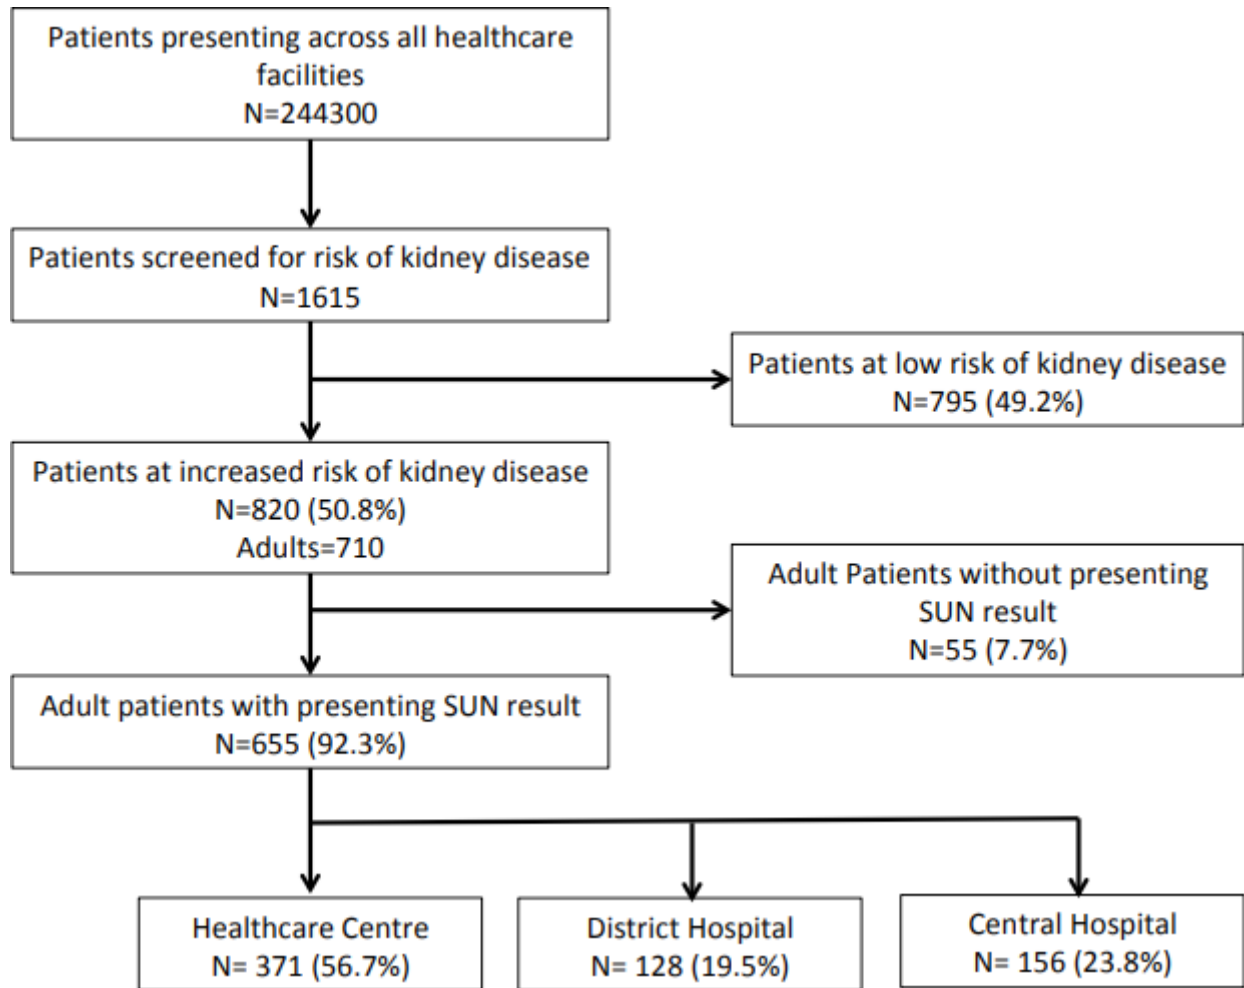 Patients presenting across all healthcare
facilities
N=244300
Patients screened for risk of kidney disease
N=1615
Patients at low risk of kidney disease
N=795 (49.2%)
Patients at increased risk of kidney disease
N=820 (50.8%)
Adults=710
Adult Patients without presenting
SUN result
N=55 (7.7%)
Adult patients with presenting SUN result
N=655 (92.3%)
Healthcare Centre
N= 371 (56.7%)
District Hospital
N= 128 (19.5%)
Central Hospital
N= 156 (23.8%)